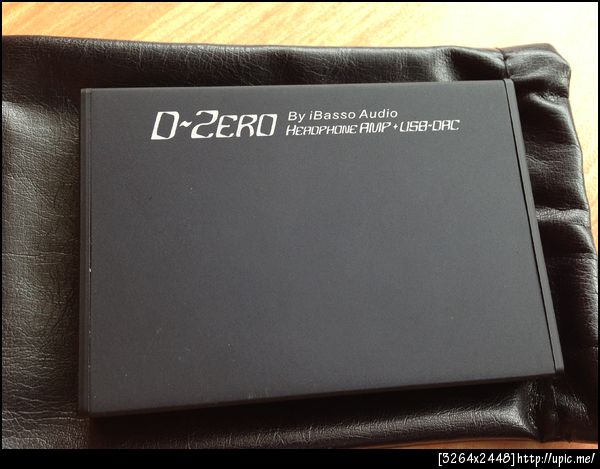 D~Zero By iBasso Audio
Headphone AMP + USB-DAC
[3264x2448]http://upic.me/